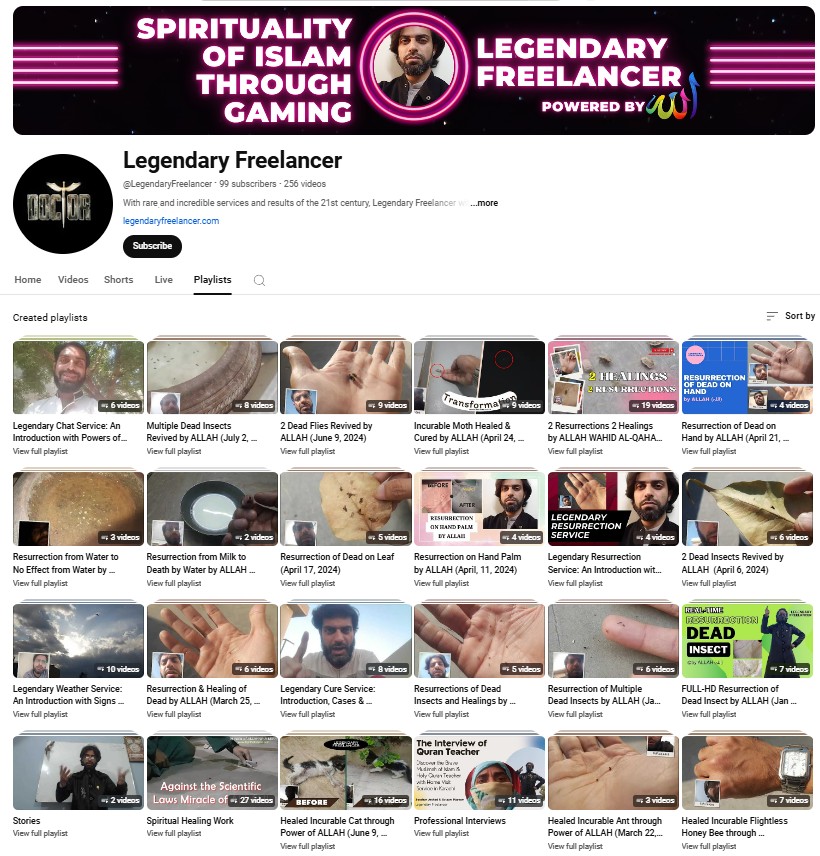 SPIRITUALITY
OF ISLAM
THROUGH
GAMING
LEGENDARY
FREELANCER
POWERED BY
DOCTOR
Legendary Freelancer
@LegendaryFreelancer · 99 subscribers · 256 videos
With rare and incredible services and results of the 21st century, Legendary Freelancer ...more
legendaryfreelancer.com
Subscribe
Home Videos Shorts Live Playlists
Created playlists Sort by
6 videos
8 videos
9 videos
Transformation
9 videos
2 HEALINGS
2 RESURRECTIONS
19 videos
RESURRECTION
OF DEAD ON
HAND
by ALLAH
4 videos
Legendary Chat Service: An
Introduction with Powers of...
View full playlist
Multiple Dead Insects
Revived by ALLAH (July 2, ...
View full playlist
2 Dead Flies Revived by
ALLAH (June 9, 2024)
View full playlist
Incurable Moth Healed &
Cured by ALLAH (April 24, ...
View full playlist
2 Resurrections 2 Healings
by ALLAH WAHID AL-QAHA...
View full playlist
Resurrection of Dead on
Hand by ALLAH (April 21, ...
View full playlist
3 videos
2 videos
5 videos
BEFORE
AFTER
RESURRECTION
ON HAND PALM
BY ALLAH
4 videos
LEGENDARY
RESURRECTION
SERVICE
4 videos
6 videos
Resurrection from Water to
No Effect from Water by ...
View full playlist
Resurrection from Milk to
Death by Water by ALLAH ...
View full playlist
Resurrection of Dead on Leaf
(April 17, 2024)
View full playlist
Resurrection on Hand Palm
by ALLAH (April, 11, 2024)
View full playlist
Legendary Resurrection
Service: An Introduction wit...
View full playlist
2 Dead Insects Revived by
ALLAH (April 6, 2024)
View full playlist
10 videos
6 videos
8 videos
5 videos
6 videos
REAL-TIME
RESURRECTION
DEAD
INSECT
by ALLAH
7 videos
Legendary Weather Service:
An Introduction with Signs ...
View full playlist
Resurrection & Healing of
Dead by ALLAH (March 25, ...
View full playlist
Legendary Cure Service:
Introduction, Cases & ...
View full playlist
Resurrections of Dead
Insects and Healings by ...
View full playlist
Resurrection of Multiple
Dead Insects by ALLAH (Ja...
View full playlist
FULL-HD Resurrection of
Dead Insect by ALLAH (Jan ...
View full playlist
2 videos
Against the Scientific
Laws Miracle of
27 videos
BEFORE
16 videos
The Interview of
Quran Teacher
Discover the Brave
Muslimah of Islam &
Holy Quran Teacher
with Home Visit
Service in Karachi
11 videos
3 videos
7 videos
Stories
View full playlist
Spiritual Healing Work
View full playlist
Healed Incurable Cat through
Power of ALLAH (June 9, ...
View full playlist
Professional Interviews
View full playlist
Healed Incurable Ant through
Power of ALLAH (March 22,...
View full playlist
Healed Incurable Flightless
Honey Bee through ...
View full playlist